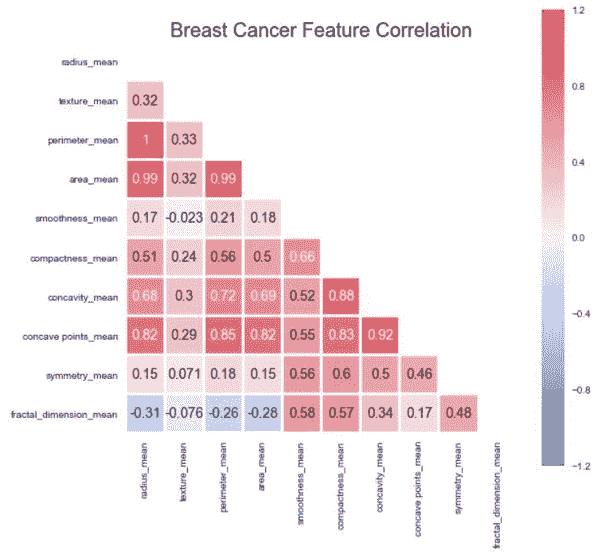 Breast Cancer Feature Correlation
radius_mean
texture_mean 0.32
perimeter_mean 1 0.33
area_mean 0.99 0.32 0.99
smoothness_mean 0.17 -0.023 0.21 0.18
compactness_mean 0.51 0.24 0.56 0.5 0.66
concavity_mean 0.68 0.3 0.72 0.69 0.52 0.88
concave points_mean 0.82 0.29 0.85 0.82 0.55 0.83 0.92
symmetry_mean 0.15 0.071 0.18 0.15 0.56 0.6 0.5 0.46
fractal_dimension_mean -0.31 -0.076 -0.26 -0.28 0.58 0.57 0.34 0.17 0.48
radius_mean
texture_mean
perimeter_mean
area_mean
smoothness_mean
compactness_mean
concavity_mean
concave points_mean
symmetry_mean
fractal_dimension_mean
1.2
0.8
0.4
0.0
-0.4
-0.8
-1.2